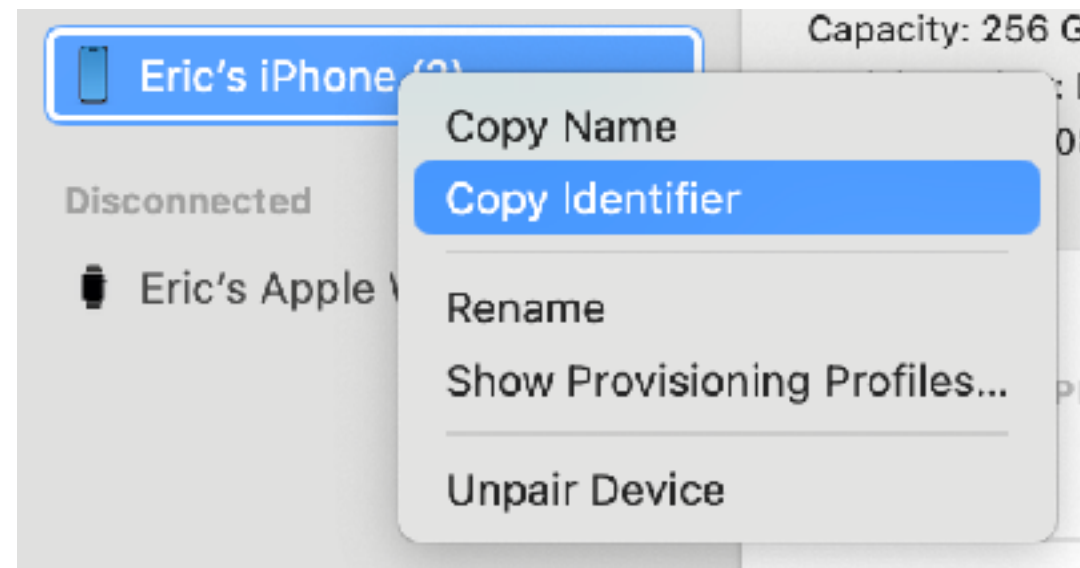 Capacity: 256
Eric's iPhone
Copy Name
Copy Identifier
Disconnected
Eric's Apple
Rename
Show Provisioning Profiles...
Unpair Device